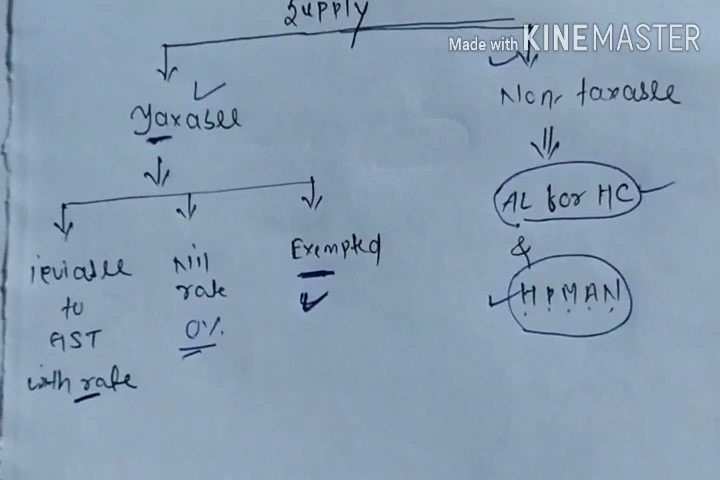 Supply
Made with KINEMASTER
Taxable
Non-taxable
leviable
to
GST
with rate
Nill
rate
0%
Exempted
AL for HC
&
HPMAN